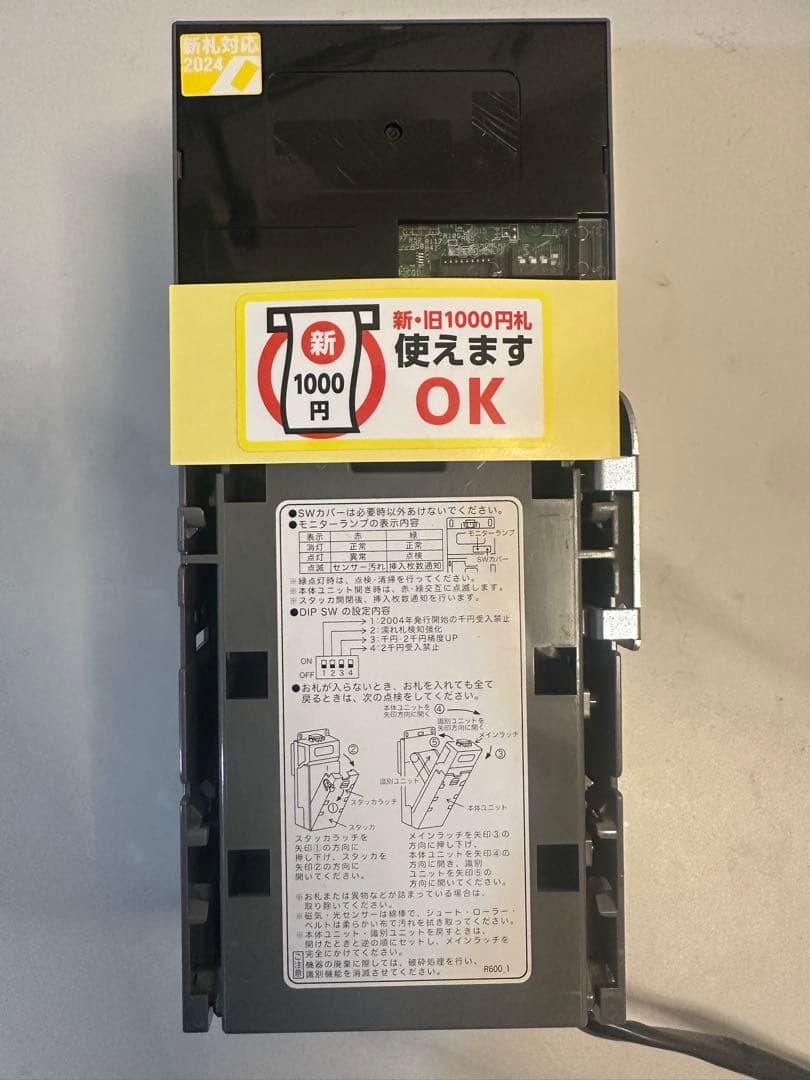 新札対応
2024
新・旧1000円札
使えます
OK
新
1000
円
●SWカバーは必要時以外あけないでください。
●モニターランプの表示内容
表示 赤 緑
消灯 正常 正常
点灯 異常 点検
点滅 センサー汚れ 挿入枚数通知
モニターランプ
SWカバー
※緑点灯時は、点検・清掃を行ってください。
※本体ユニット開き時は、赤・緑交互に点滅します。
※スタッカ開閉後、挿入枚数通知を行います。
●DIP SW の設定内容
1:2004年発行開始の千円受入禁止
2:濡れ札検知強化
3:千円・2千円精度UP
4:2千円受入禁止
ON
OFF 1 2 3 4
●お札が入らないとき、お札を入れても全て
戻るときは、次の点検をしてください。
本体ユニットを
矢印方向に開く ④
識別ユニットを
矢印方向に開く
メインラッチ
②
⑤
③
識別ユニット
スタッカラッチ
①
本体ユニット
スタッカ
スタッカラッチを
矢印①の方向に
押し下げ、スタッカを
矢印②の方向に
開いてください。
メインラッチを矢印③の
方向に押し下げ、
本体ユニットを矢印④の
方向に開き、識別
ユニットを矢印⑤の
方向に開いてください。
※お札または異物などが詰まっている場合は、
取り除いてください。
※磁気・光センサーは綿棒で、シュート・ローラー・
ベルトは柔らかい布で汚れを拭き取ってください。
※本体ユニット・識別ユニットを戻すときは、
開けたときと逆の順にセットし、メインラッチを
完全にかけてください。
ご注意 機器の廃棄に際しては、破砕処理を行い、
識別機能を消滅させてください。
R600_1